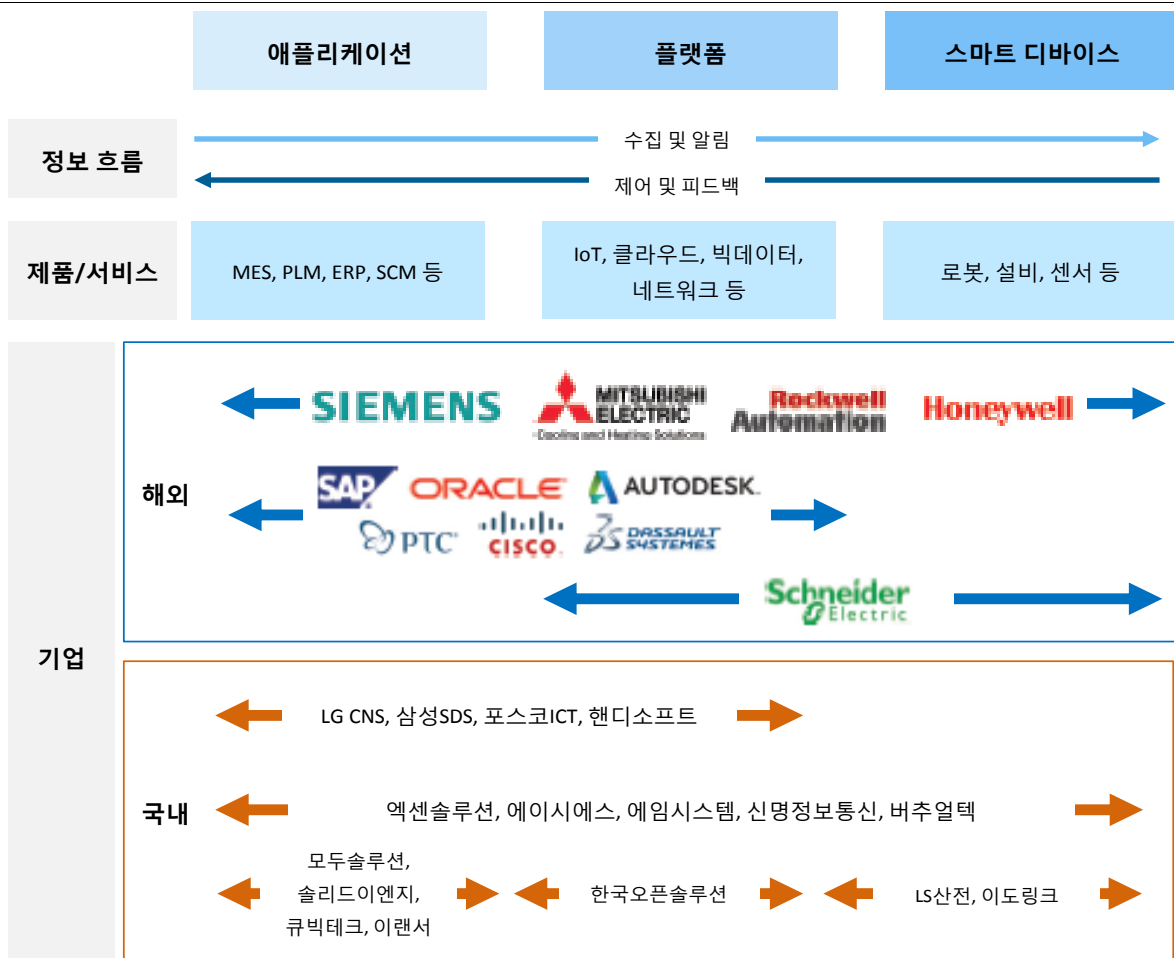 애플리케이션
플랫폼
스마트 디바이스
정보 흐름
수집 및 알림
제어 및 피드백
제품/서비스
MES, PLM, ERP, SCM 등
IoT, 클라우드, 빅데이터,
네트워크 등
로봇, 설비, 센서 등
기업
해외
SIEMENS
MITSUBISHI
ELECTRIC
Cooling and Heating Solutions
Rockwell
Automation
Honeywell
SAP
ORACLE
AUTODESK
PTC
CISCO
DASSAULT
SYSTEMES
Schneider
Electric
국내
LG CNS, 삼성SDS, 포스코ICT, 핸디소프트
엑센솔루션, 에이시에스, 에임시스템, 신명정보통신, 버추얼텍
모두솔루션,
솔리드이엔지,
큐빅테크, 이랜서
한국오픈솔루션
LS산전, 이도링크